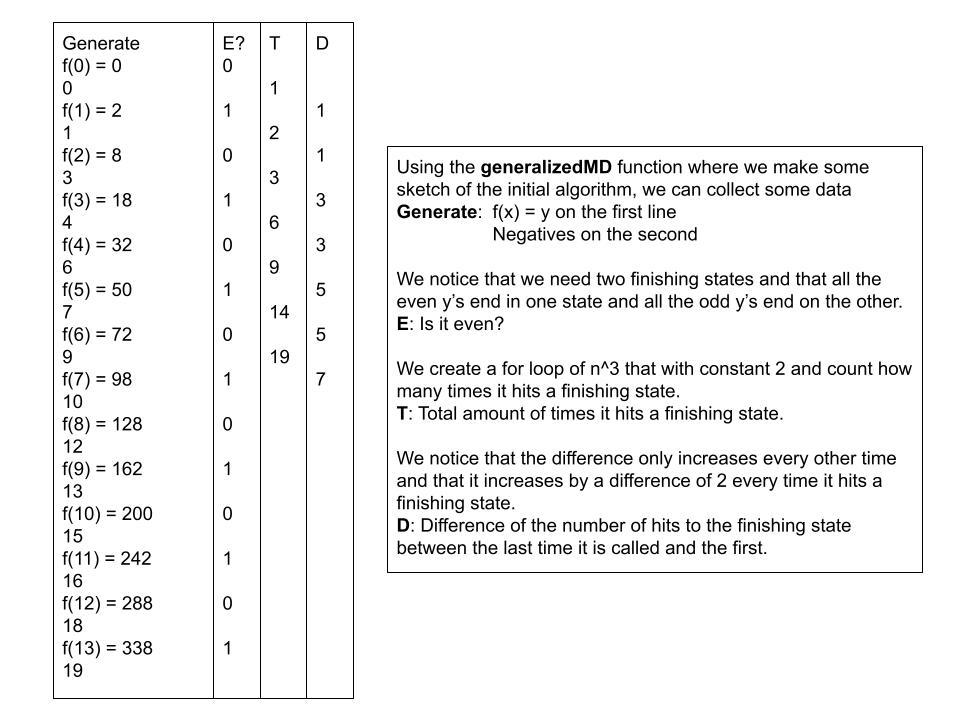 Generate E? T D
f(0) = 0 0
0 1
f(1) = 2 1 1
1 2
f(2) = 8 0 1
3 3
f(3) = 18 1 3
4 6
f(4) = 32 0 3
6 9
f(5) = 50 1 5
7 14
f(6) = 72 0 5
9 19
f(7) = 98 1 7
10
f(8) = 128 0
12
f(9) = 162 1
13
f(10) = 200 0
15
f(11) = 242 1
16
f(12) = 288 0
18
f(13) = 338 1
19
Using the generalizedMD function where we make some
sketch of the initial algorithm, we can collect some data
Generate: f(x) = y on the first line
Negatives on the second
We notice that we need two finishing states and that all the
even y’s end in one state and all the odd y’s end on the other.
E: Is it even?
We create a for loop of n^3 that with constant 2 and count how
many times it hits a finishing state.
T: Total amount of times it hits a finishing state.
We notice that the difference only increases every other time
and that it increases by a difference of 2 every time it hits a
finishing state.
D: Difference of the number of hits to the finishing state
between the last time it is called and the first.